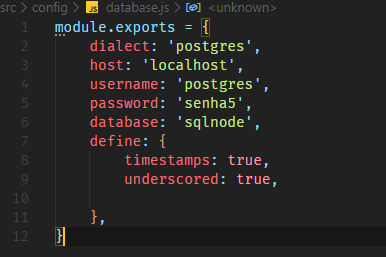 src > config > JS database.js > <unknown>
1 module.exports = {
2 dialect: 'postgres',
3 host: 'localhost',
4 username: 'postgres',
5 password: 'senha5',
6 database: 'sqlnode',
7 define: {
8 timestamps: true,
9 underscored: true,
10
11 },
12 }